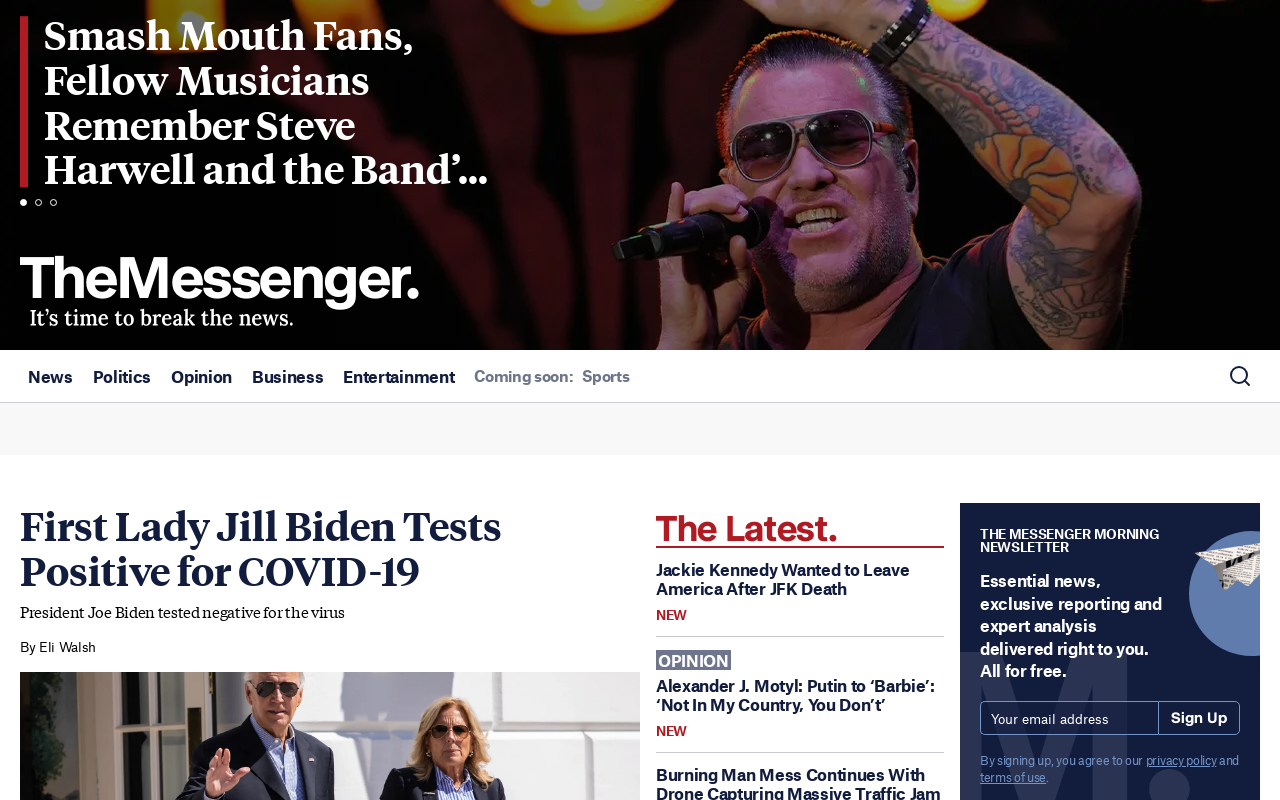 Smash Mouth Fans,
Fellow Musicians
Remember Steve
Harwell and the Band’...
TheMessenger.
It’s time to break the news.
News Politics Opinion Business Entertainment Coming soon: Sports
First Lady Jill Biden Tests
Positive for COVID-19
President Joe Biden tested negative for the virus
By Eli Walsh
The Latest.
Jackie Kennedy Wanted to Leave
America After JFK Death
NEW
OPINION
Alexander J. Motyl: Putin to ‘Barbie’:
‘Not In My Country, You Don’t’
NEW
Burning Man Mess Continues With
Drone Capturing Massive Traffic Jam
THE MESSENGER MORNING
NEWSLETTER
Essential news,
exclusive reporting and
expert analysis
delivered right to you.
All for free.
Your email address Sign Up
By signing up, you agree to our privacy policy and
terms of use.
M.